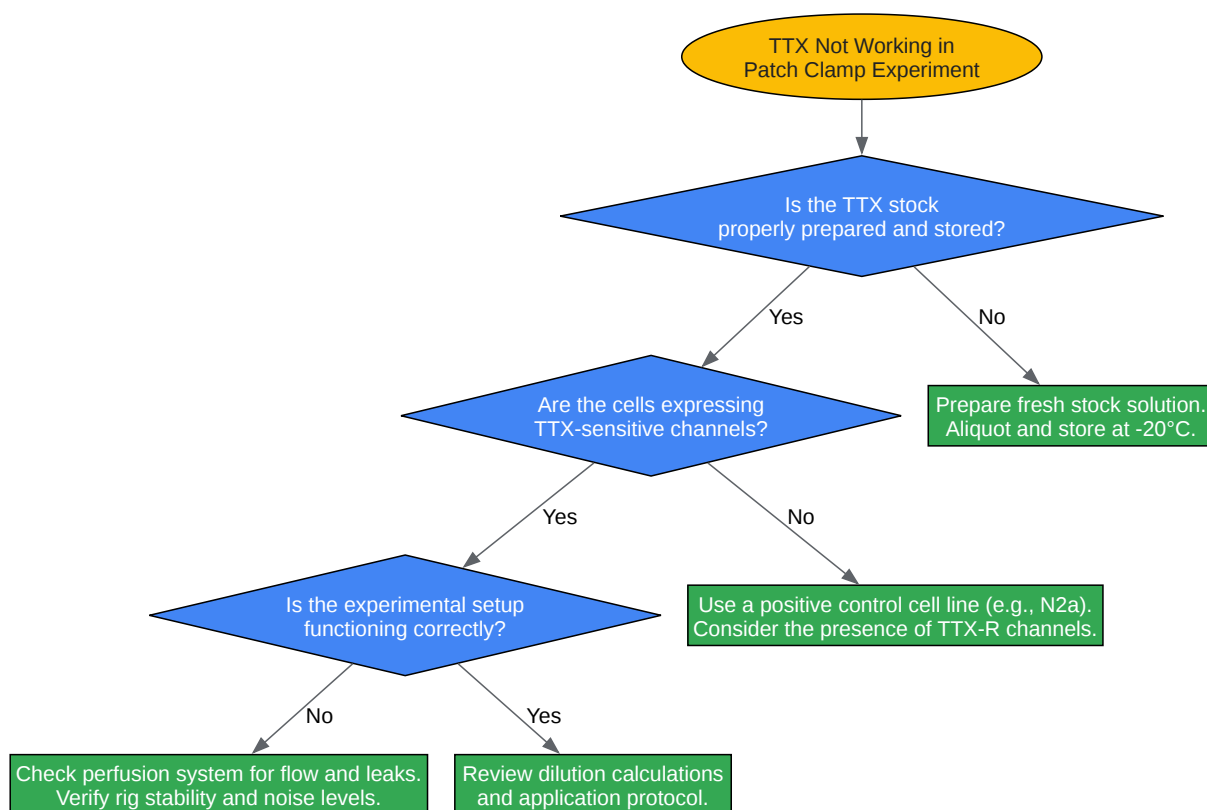 TTX Not Working in
Patch Clamp Experiment
Is the TTX stock
properly prepared and stored?
Yes
No
Are the cells expressing
TTX-sensitive channels?
Prepare fresh stock solution.
Aliquot and store at -20°C.
Yes
No
Is the experimental setup
functioning correctly?
Use a positive control cell line (e.g., N2a).
Consider the presence of TTX-R channels.
No
Yes
Check perfusion system for flow and leaks.
Verify rig stability and noise levels.
Review dilution calculations
and application protocol.